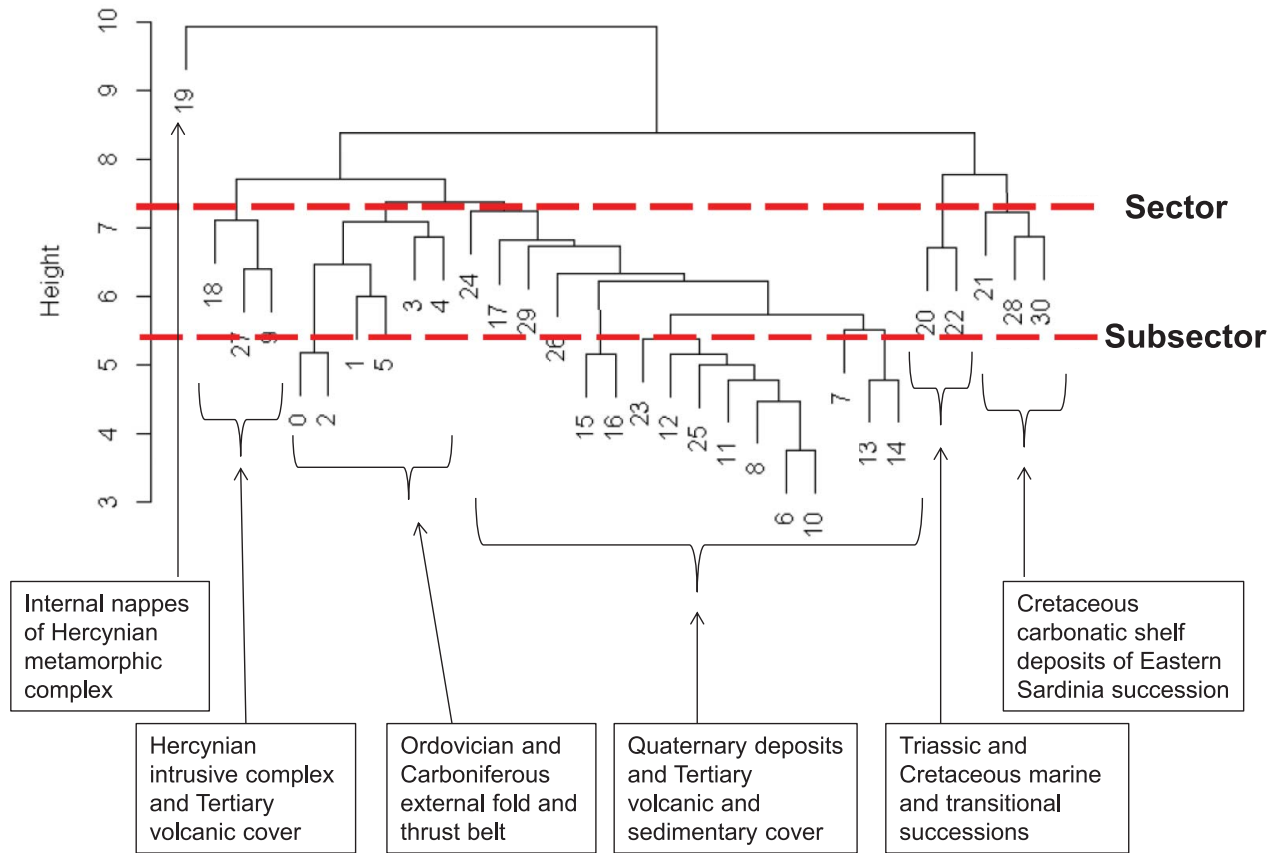 10
9
8
7
6
5
4
3
Height
Sector
Subsector
19
18
27
9
0
2
1
5
3
4
24
17
29
26
15
16
23
12
25
11
8
6
10
7
13
14
20
22
21
28
30
Internal nappes
of Hercynian
metamorphic
complex
Hercynian
intrusive complex
and Tertiary
volcanic cover
Ordovician and
Carboniferous
external fold and
thrust belt
Quaternary deposits
and Tertiary
volcanic and
sedimentary cover
Triassic and
Cretaceous marine
and transitional
successions
Cretaceous
carbonatic shelf
deposits of Eastern
Sardinia succession